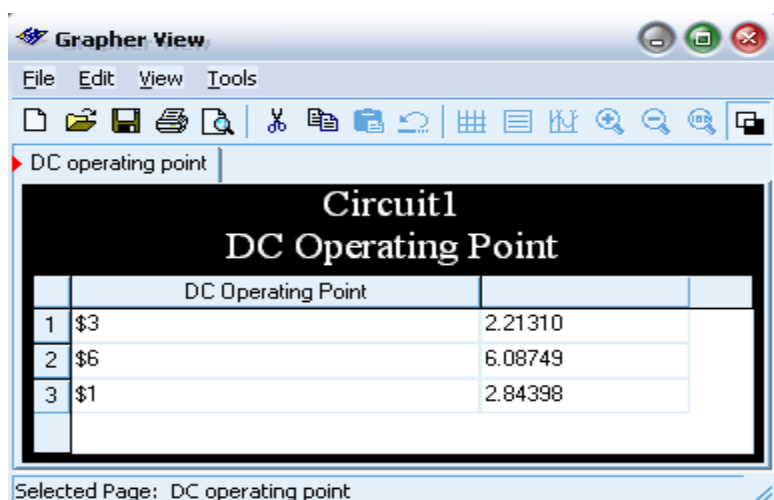 Grapher View
File Edit View Tools
DC operating point
Circuit1
DC Operating Point
DC Operating Point
1 $3 2.21310
2 $6 6.08749
3 $1 2.84398
Selected Page: DC operating point